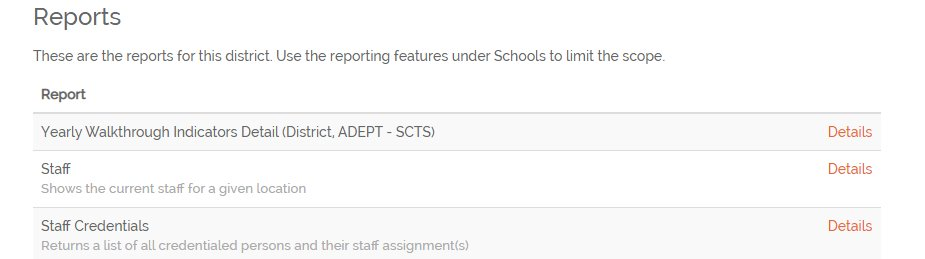 Reports
These are the reports for this district. Use the reporting features under Schools to limit the scope.
Report
Yearly Walkthrough Indicators Detail (District, ADEPT - SCTS) Details
Staff Details
Shows the current staff for a given location
Staff Credentials Details
Returns a list of all credentialed persons and their staff assignment(s)